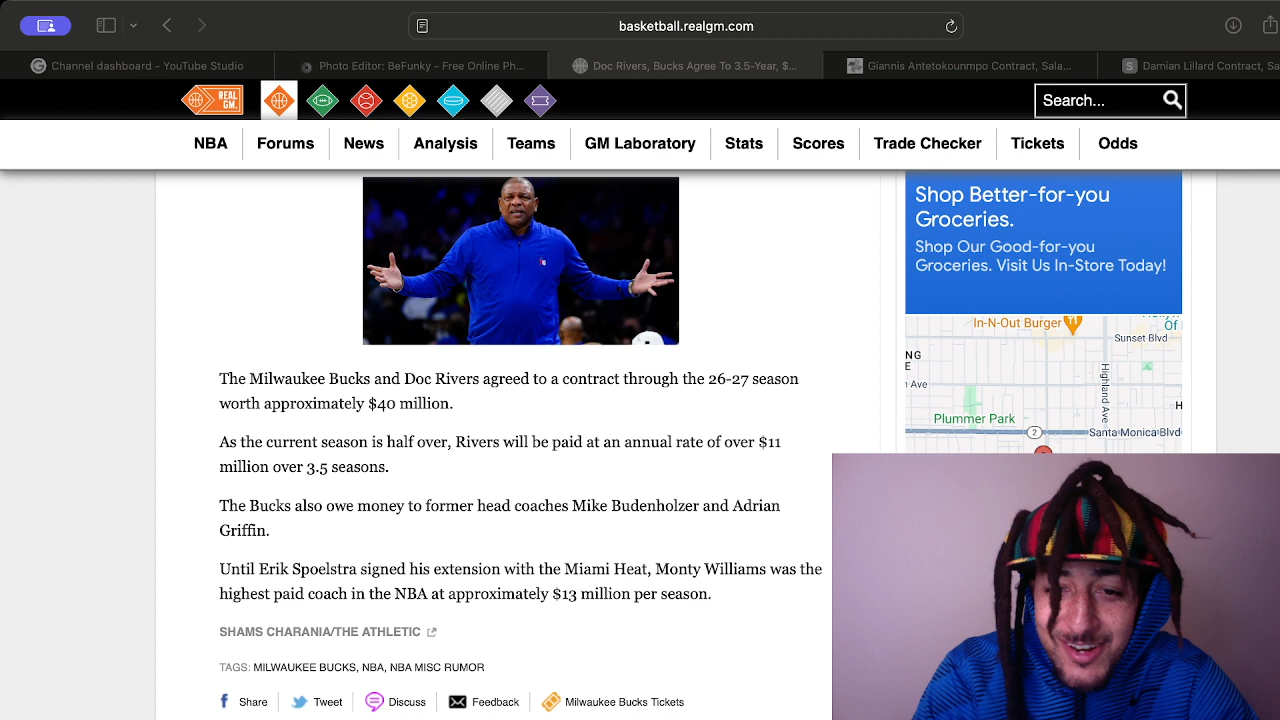 basketball.realgm.com
Channel dashboard - YouTube Studio
Photo Editor: BeFunky - Free Online Ph...
Doc Rivers, Bucks Agree To 3.5-Year, $...
Giannis Antetokounmpo Contract, Sala...
Damian Lillard Contract, Sa
REAL GM.
Search...
NBA Forums News Analysis Teams GM Laboratory Stats Scores Trade Checker Tickets Odds
Shop Better-for-you
Groceries.
Shop Our Good-for-you
Groceries. Visit Us In-Store Today!
In-N-Out Burger
Of
Sunset Blvd
NG
E
Ave
Highland Ave
Plummer Park
H
2
Santa Monica Blvd
The Milwaukee Bucks and Doc Rivers agreed to a contract through the 26-27 season
worth approximately $40 million.
As the current season is half over, Rivers will be paid at an annual rate of over $11
million over 3.5 seasons.
The Bucks also owe money to former head coaches Mike Budenholzer and Adrian
Griffin.
Until Erik Spoelstra signed his extension with the Miami Heat, Monty Williams was the
highest paid coach in the NBA at approximately $13 million per season.
SHAMS CHARANIA/THE ATHLETIC
TAGS: MILWAUKEE BUCKS, NBA, NBA MISC RUMOR
Share Tweet Discuss Feedback Milwaukee Bucks Tickets